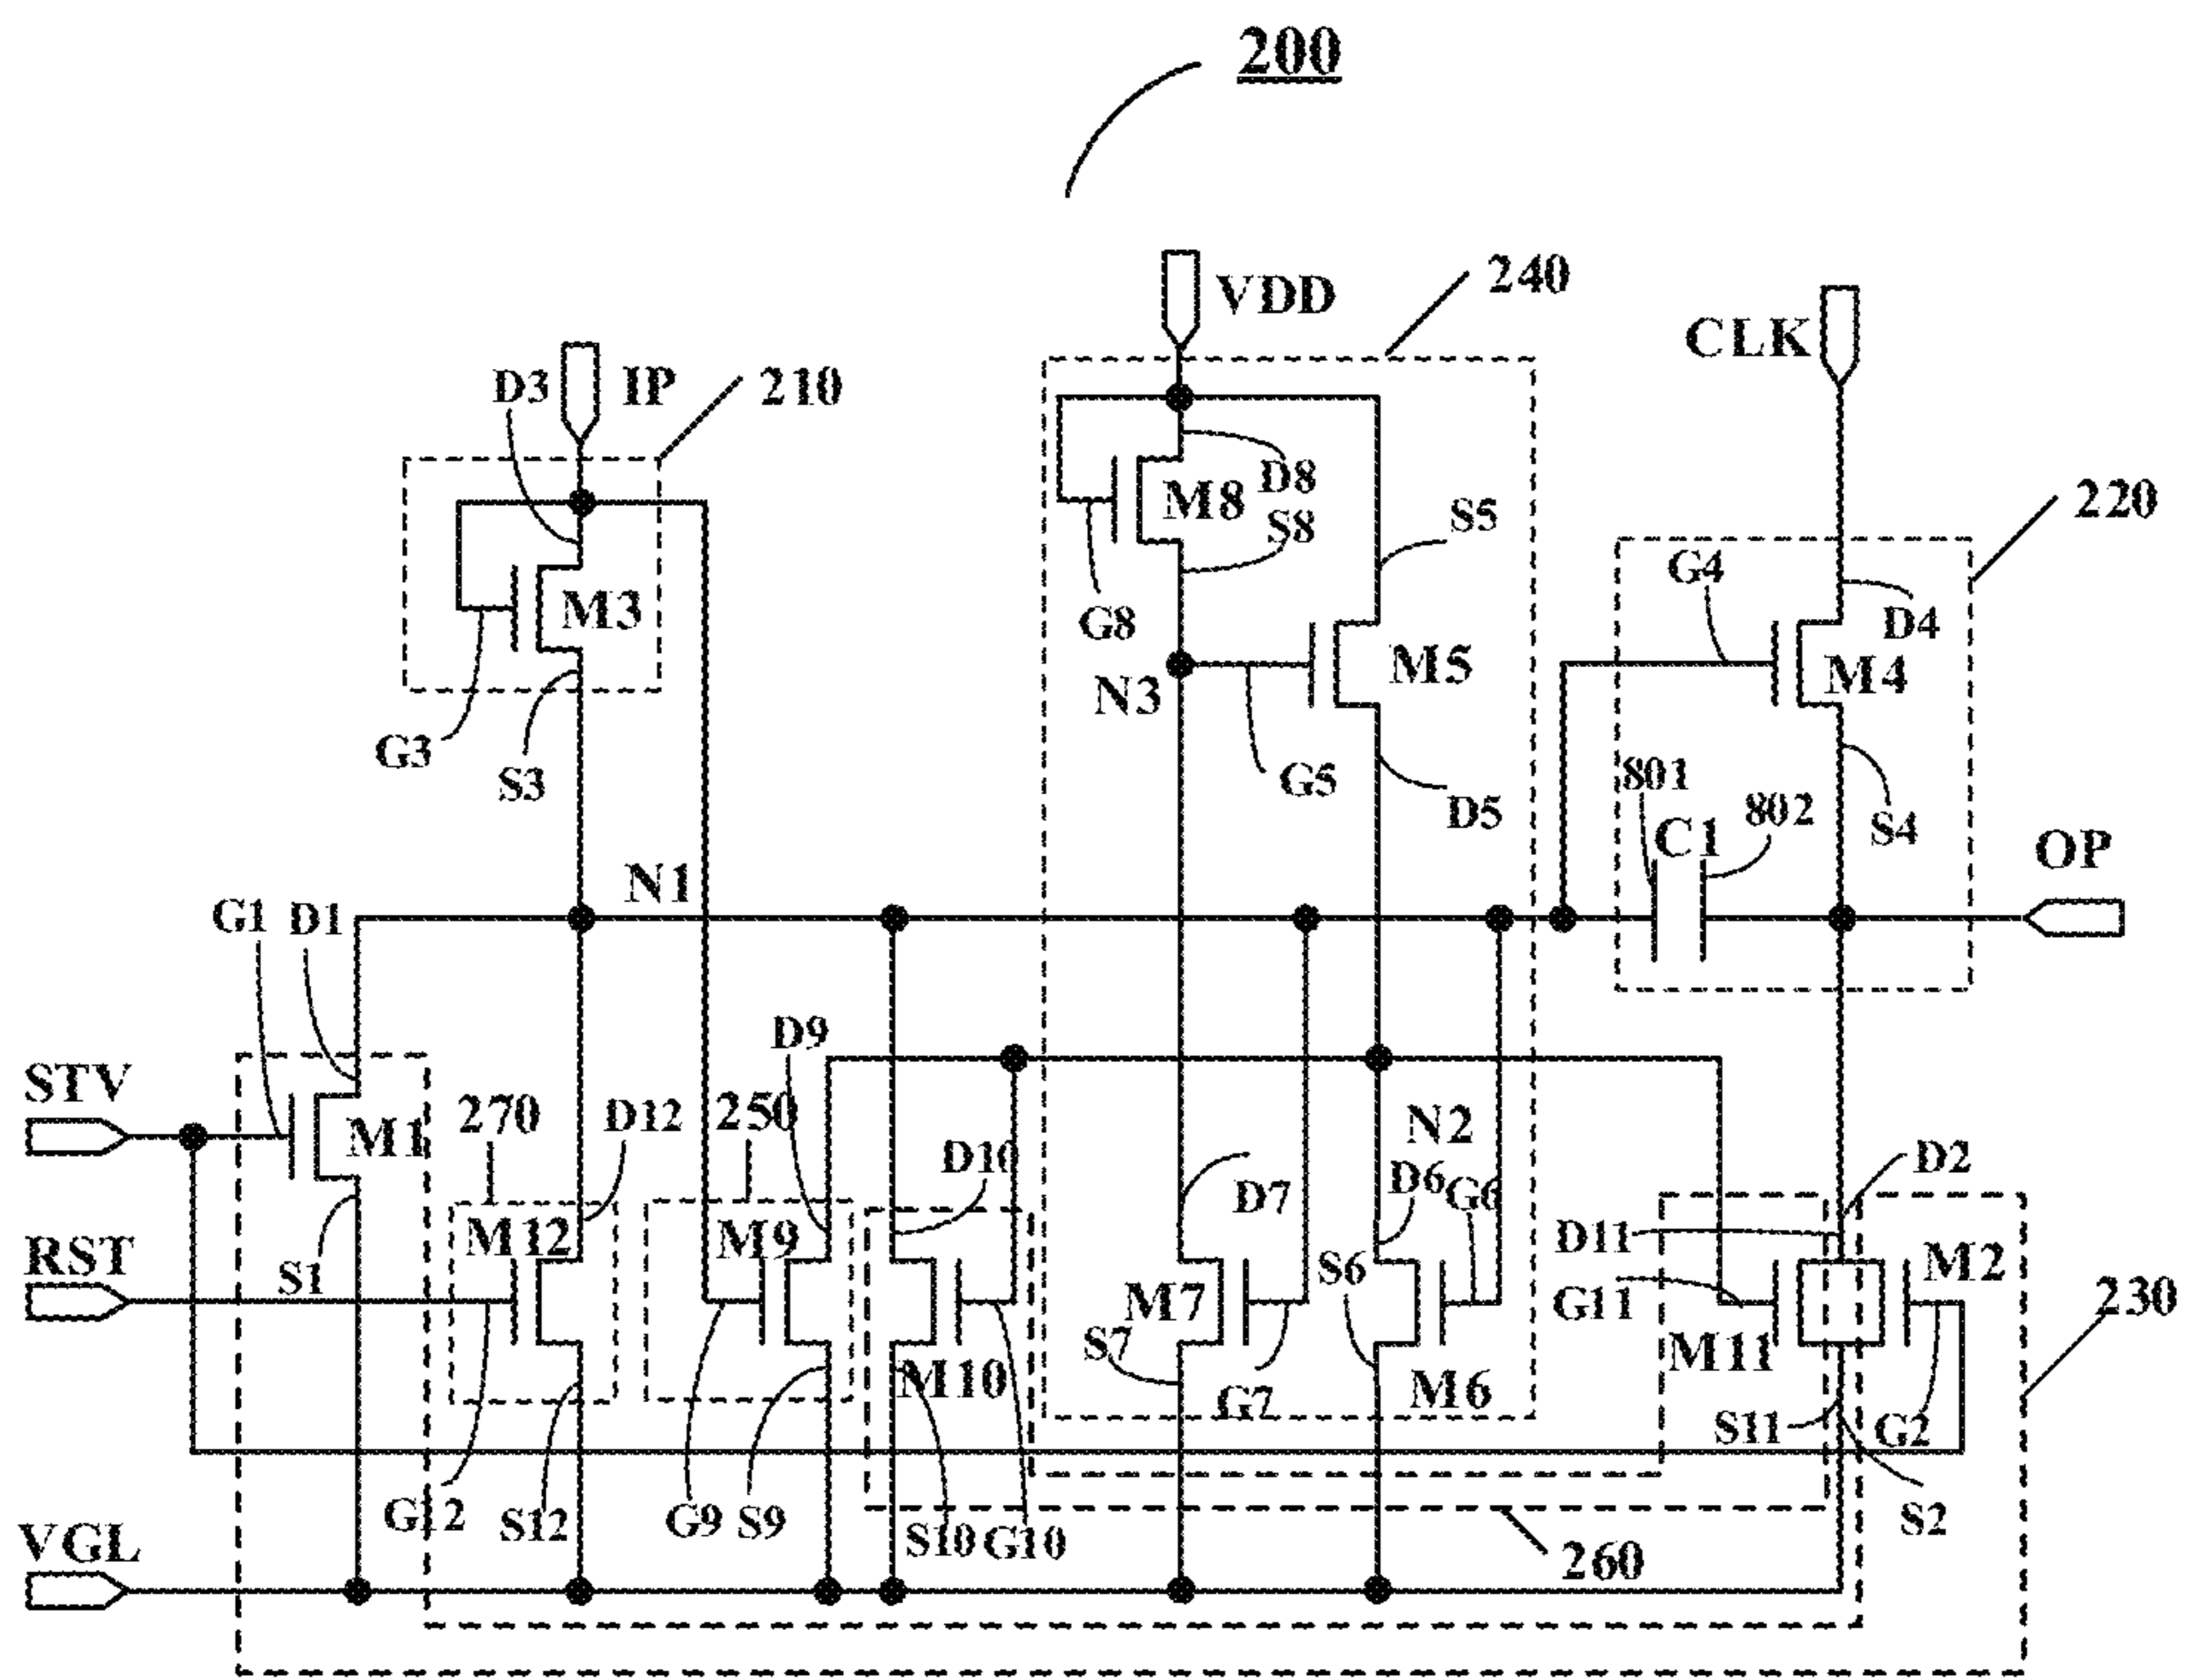 200
VDD
240
CLK
D3
IP
210
D8
M8
S8
S5
220
G4
G8
M3
D4
M5
M4
N3
G3
S3
G5
801
802
D5
C1
S4
OP
N1
G1
D1
D9
STV
270
250
D12
M1
N2
D10
D2
D7
D6
G6
M12
M9
D11
RST
S1
S6
M2
M7
G11
230
S7
M11
M10
G7
M6
S11
G2
G12
S12
G9
S9
S10
G10
S2
VGL
260